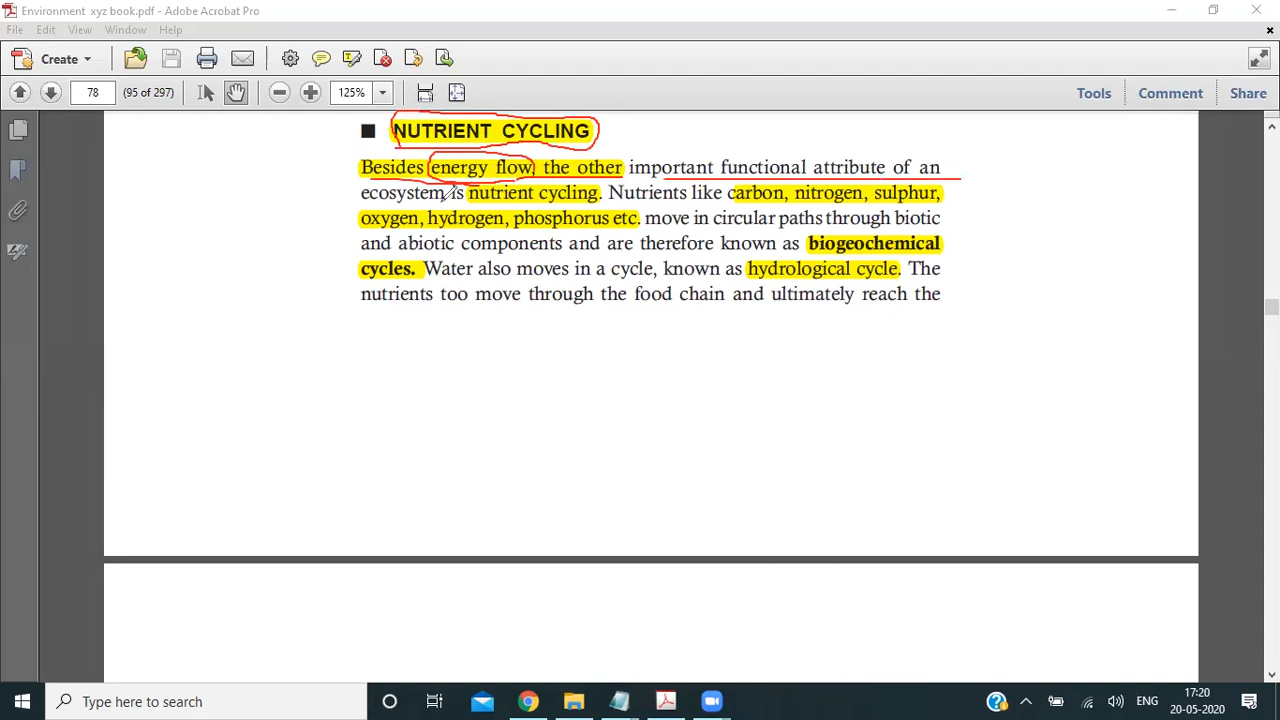 Environment xyz book.pdf - Adobe Acrobat Pro
File Edit View Window Help
Create
78 (95 of 297) 125% Tools Comment Share
NUTRIENT CYCLING
Besides energy flow, the other important functional attribute of an
ecosystem is nutrient cycling. Nutrients like carbon, nitrogen, sulphur,
oxygen, hydrogen, phosphorus etc. move in circular paths through biotic
and abiotic components and are therefore known as biogeochemical
cycles. Water also moves in a cycle, known as hydrological cycle. The
nutrients too move through the food chain and ultimately reach the
Type here to search
ENG
17:20
20-05-2020